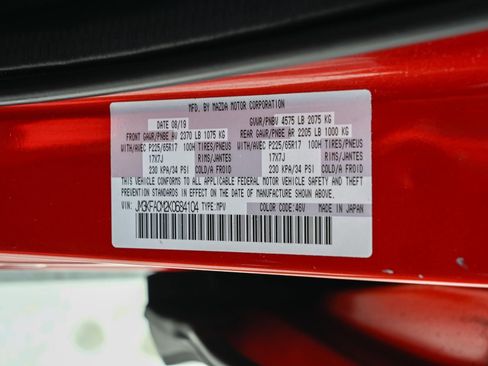 MFD. BY MAZDA MOTOR CORPORATION
DATE 08/19 GVWR/PNBV 4575 LB 2075 KG
FRONT GAWR/PNBE AV 2370 LB 1075 KG REAR GAWR/PNBE AR 2205 LB 1000 KG
WITH/AVEC P225/65R17 100H TIRES/PNEU WITH/AVEC P225/65R17 100H TIRES/PNEU
17X7J RIMS/JANTES 17X7J RIMS/JANTES
230 KPA/34 PSI COLD/A FROID 230 KPA/34 PSI COLD/A FROID
THIS VEHICLE CONFORMS TO ALL APPLICABLE FEDERAL MOTOR VEHICLE SAFETY AND THEFT
PREVENTION STANDARDS IN EFFECT ON THE DATE OF MANUFACTURE SHOWN ABOVE.
VIN: JM3KFACM2K0684104 TYPE:MPV COLOR CODE:46V MADE IN JAPAN